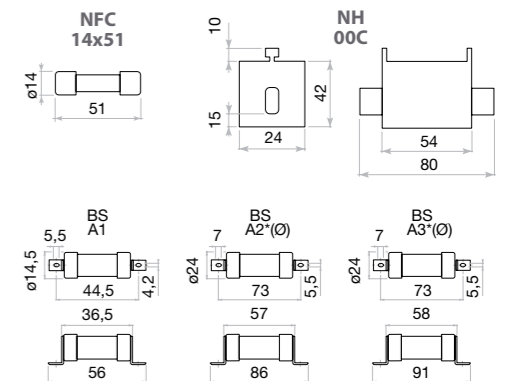 NFC
14x51
NH
00C
ø14
51
10
15
42
24
54
80
BS
A1
BS
A2*(Ø)
BS
A3*(Ø)
5,5
ø14,5
44,5
4,2
7
ø24
73
5,5
7
ø24
73
5,5
36,5
56
57
86
58
91